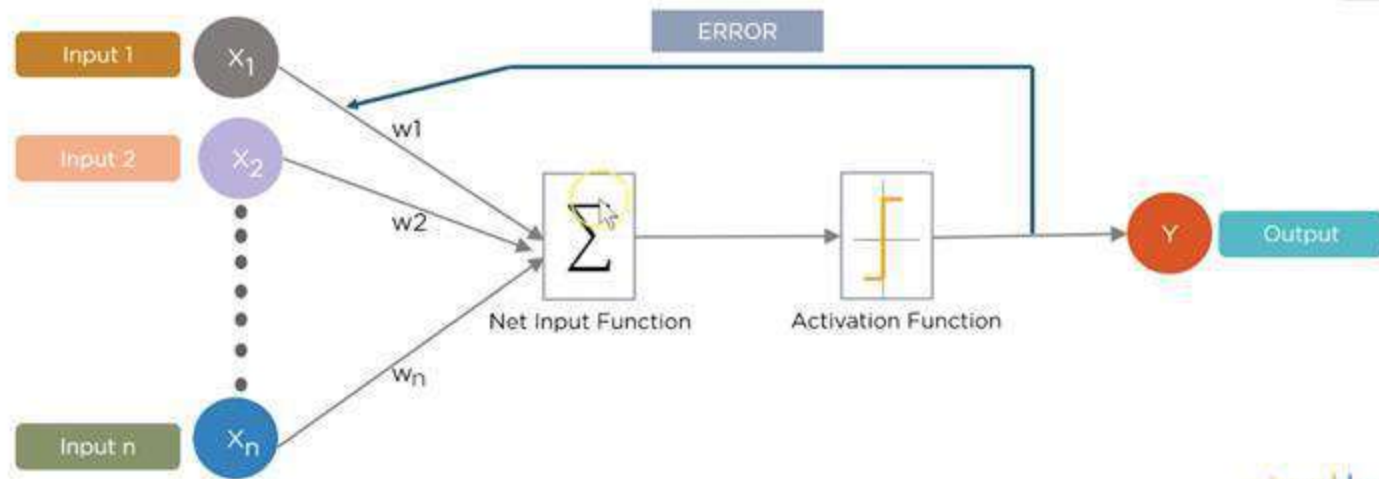 ERROR
Input 1
X1
w1
Input 2
X2
w2
Σ
Net Input Function
Activation Function
Y
Output
wn
Input n
Xn